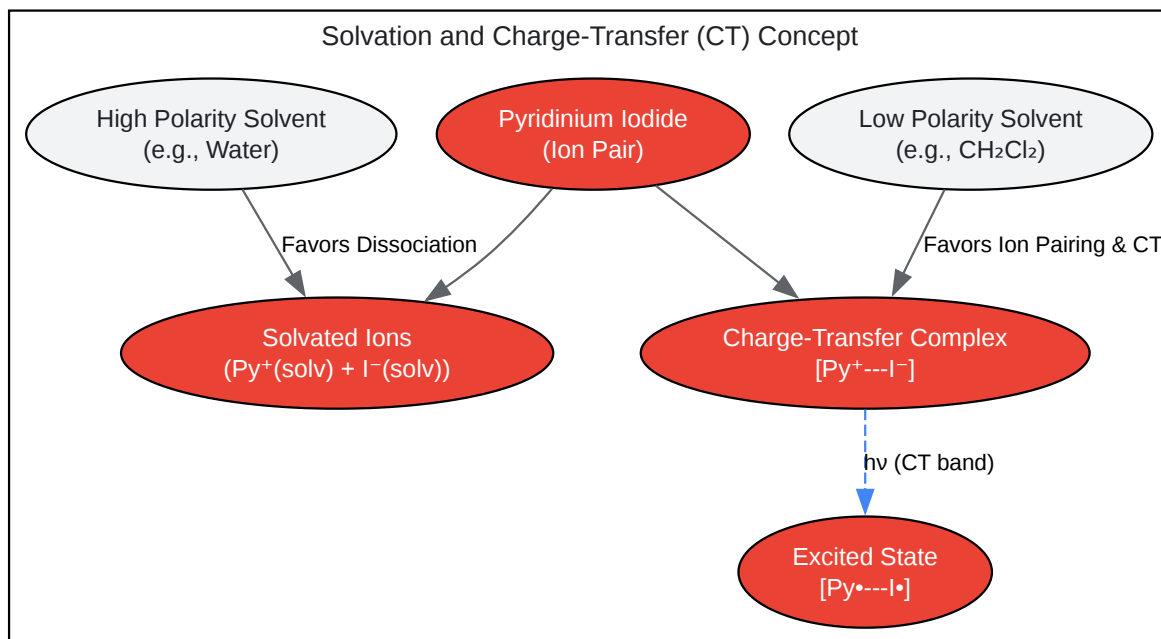 Solvation and Charge-Transfer (CT) Concept
High Polarity Solvent
(e.g., Water)
Pyridinium Iodide
(Ion Pair)
Low Polarity Solvent
(e.g., CH₂Cl₂)
Favors Dissociation
Favors Ion Pairing & CT
Solvated Ions
(Py⁺(solv) + I⁻(solv))
Charge-Transfer Complex
[Py⁺---I⁻]
hν (CT band)
Excited State
[Py•---I•]